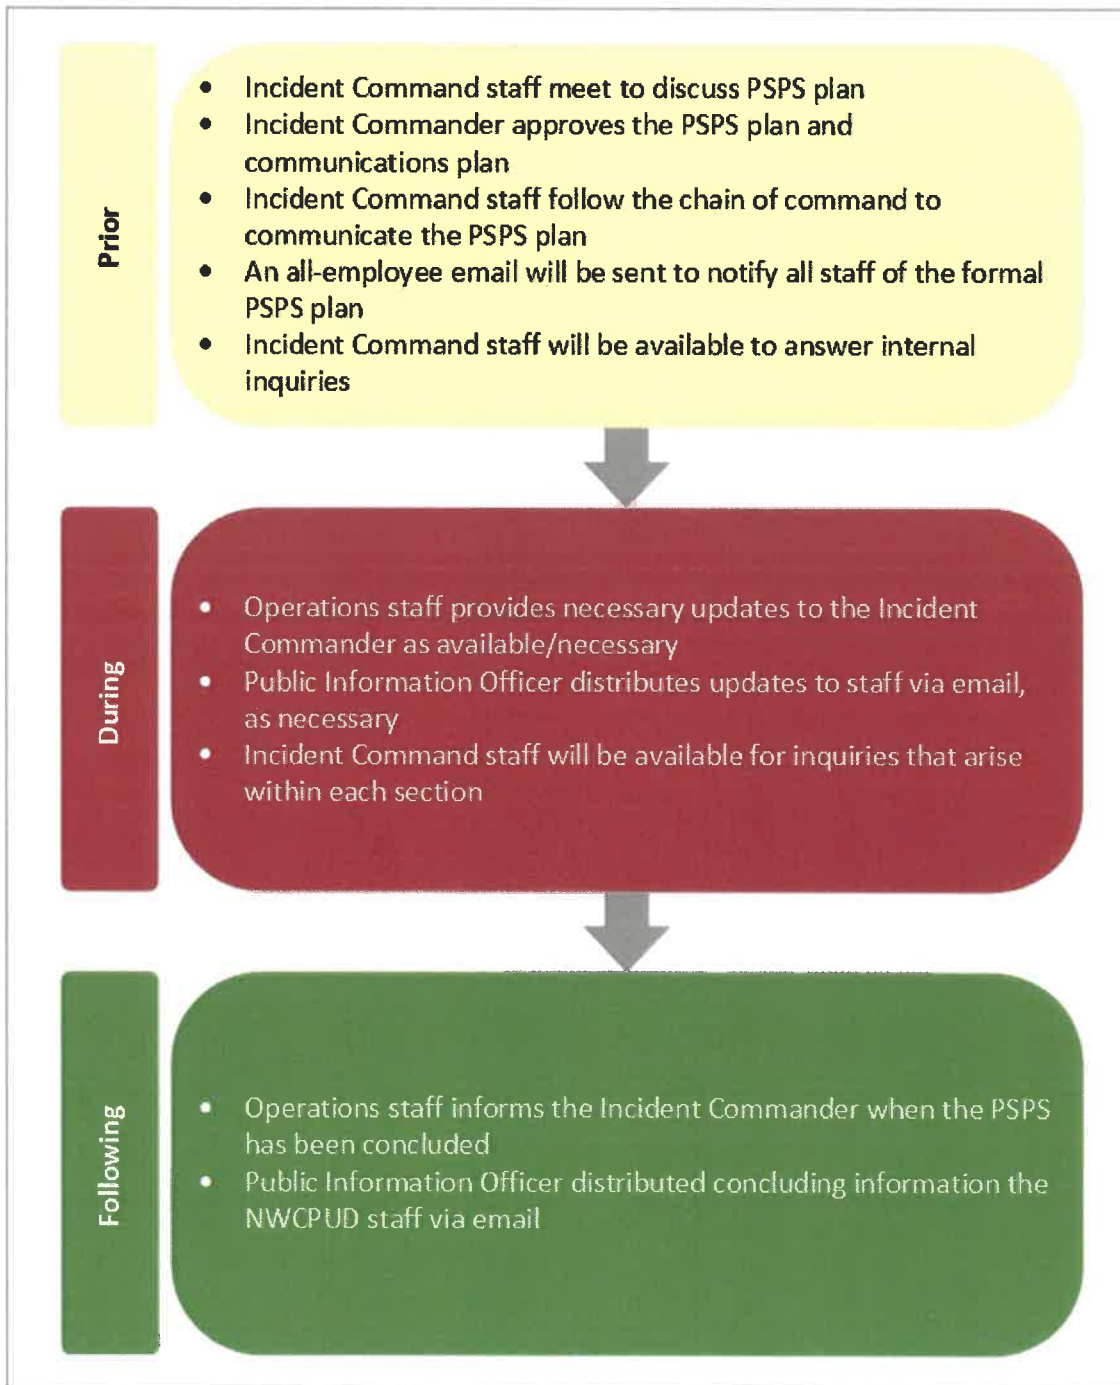 Prior
• Incident Command staff meet to discuss PSPS plan
• Incident Commander approves the PSPS plan and
communications plan
• Incident Command staff follow the chain of command to
communicate the PSPS plan
• An all-employee email will be sent to notify all staff of the formal
PSPS plan
• Incident Command staff will be available to answer internal
inquiries
During
• Operations staff provides necessary updates to the Incident
Commander as available/necessary
• Public Information Officer distributes updates to staff via email,
as necessary
• Incident Command staff will be available for inquiries that arise
within each section
Following
• Operations staff informs the Incident Commander when the PSPS
has been concluded
• Public Information Officer distributed concluding information the
NWCPUD staff via email